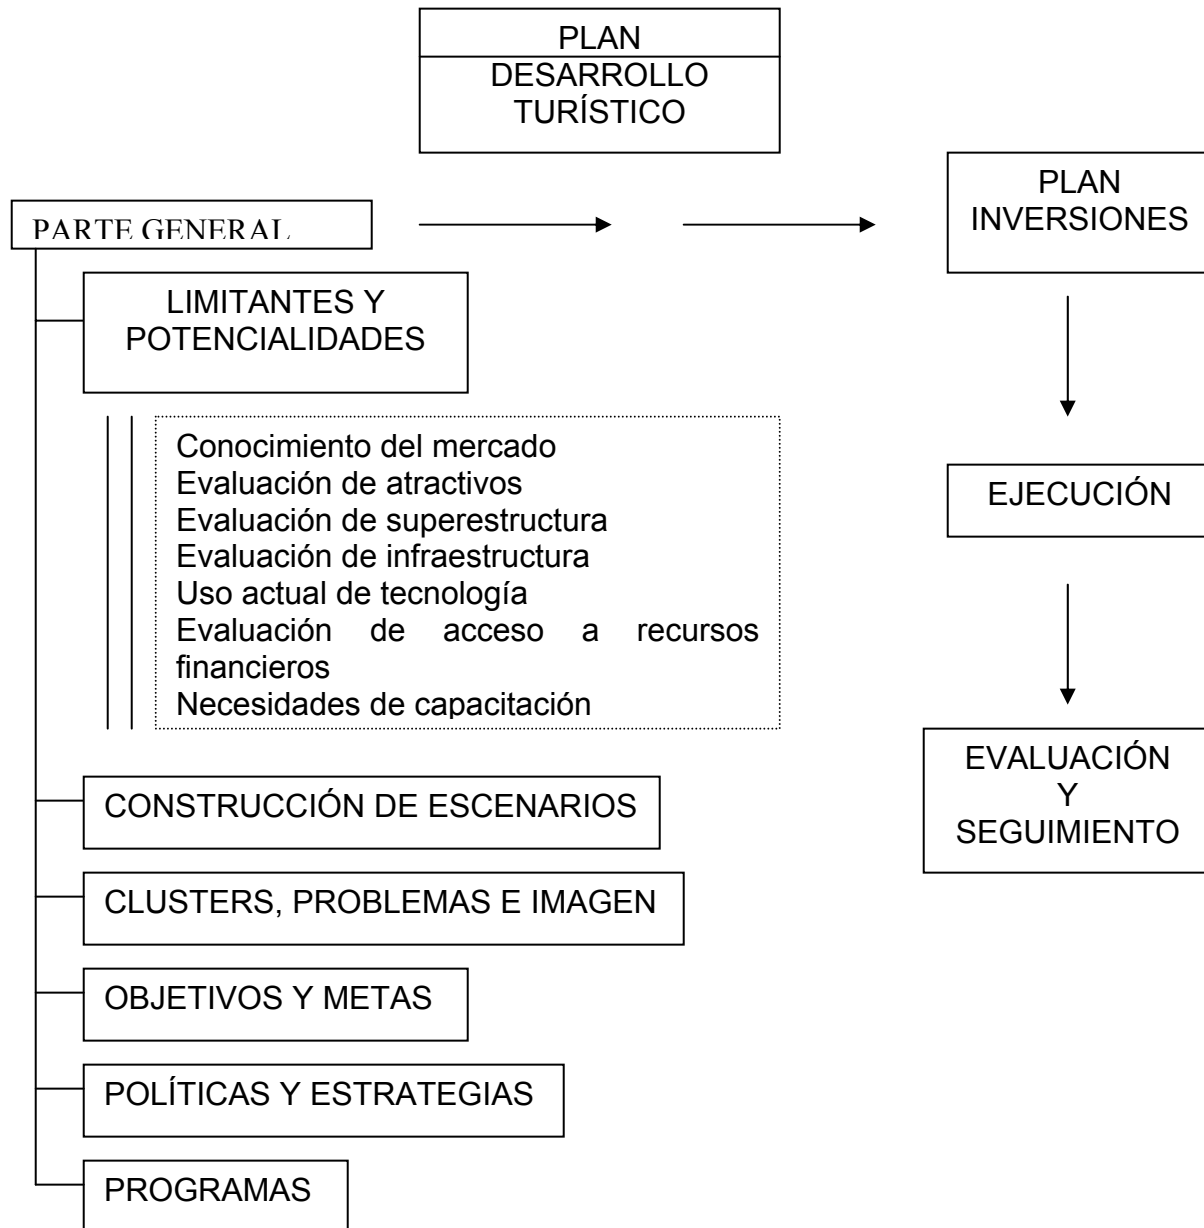 PLAN
DESARROLLO
TURÍSTICO
PLAN
INVERSIONES
PARTE GENERAL
LIMITANTES Y
POTENCIALIDADES
Conocimiento del mercado
Evaluación de atractivos
Evaluación de superestructura
Evaluación de infraestructura
Uso actual de tecnología
Evaluación de acceso a recursos
financieros
Necesidades de capacitación
EJECUCIÓN
EVALUACIÓN
Y
SEGUIMIENTO
CONSTRUCCIÓN DE ESCENARIOS
CLUSTERS, PROBLEMAS E IMAGEN
OBJETIVOS Y METAS
POLÍTICAS Y ESTRATEGIAS
PROGRAMAS